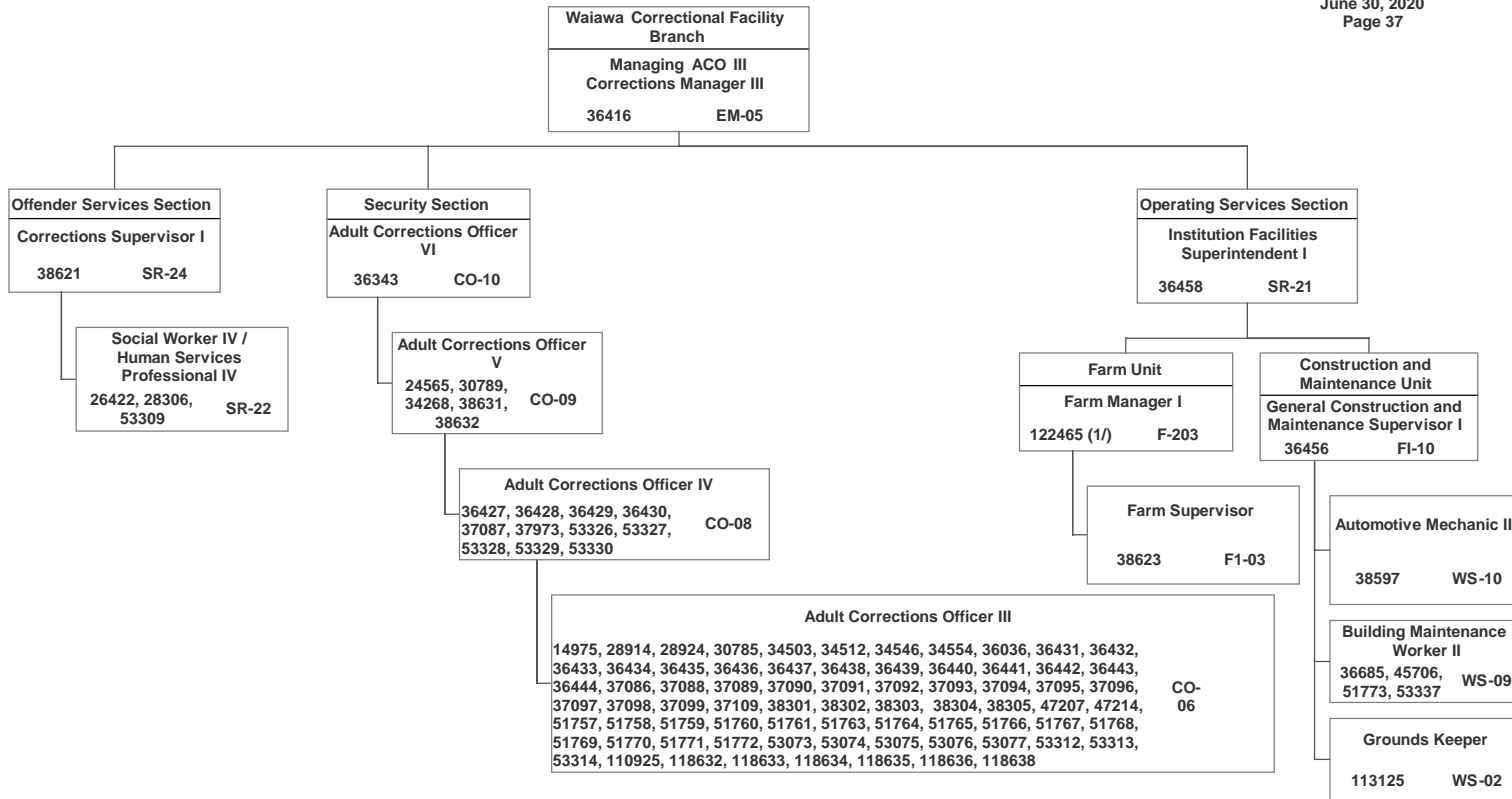 June 30, 2020
Page 37
Waiawa Correctional Facility
Branch
Managing ACO III
Corrections Manager III
36416 EM-05
Offender Services Section
Corrections Supervisor I
38621 SR-24
Social Worker IV /
Human Services
Professional IV
26422, 28306,
53309
SR-22
Security Section
Adult Corrections Officer
VI
36343 CO-10
Adult Corrections Officer
V
24565, 30789,
34268, 38631,
38632
CO-09
Adult Corrections Officer IV
36427, 36428, 36429, 36430,
37087, 37973, 53326, 53327,
53328, 53329, 53330
CO-08
Adult Corrections Officer III
14975, 28914, 28924, 30785, 34503, 34512, 34546, 34554, 36036, 36431, 36432,
36433, 36434, 36435, 36436, 36437, 36438, 36439, 36440, 36441, 36442, 36443,
36444, 37086, 37088, 37089, 37090, 37091, 37092, 37093, 37094, 37095, 37096,
37097, 37098, 37099, 37109, 38301, 38302, 38303, 38304, 38305, 47207, 47214,
51757, 51758, 51759, 51760, 51761, 51763, 51764, 51765, 51766, 51767, 51768,
51769, 51770, 51771, 51772, 53073, 53074, 53075, 53076, 53077, 53312, 53313,
53314, 110925, 118632, 118633, 118634, 118635, 118636, 118638
CO-
06
Operating Services Section
Institution Facilities
Superintendent I
36458 SR-21
Farm Unit
Farm Manager I
122465 (1/) F-203
Farm Supervisor
38623 F1-03
Construction and
Maintenance Unit
General Construction and
Maintenance Supervisor I
36456 FI-10
Automotive Mechanic II
38597 WS-10
Building Maintenance
Worker II
36685, 45706,
51773, 53337
WS-09
Grounds Keeper
113125 WS-02